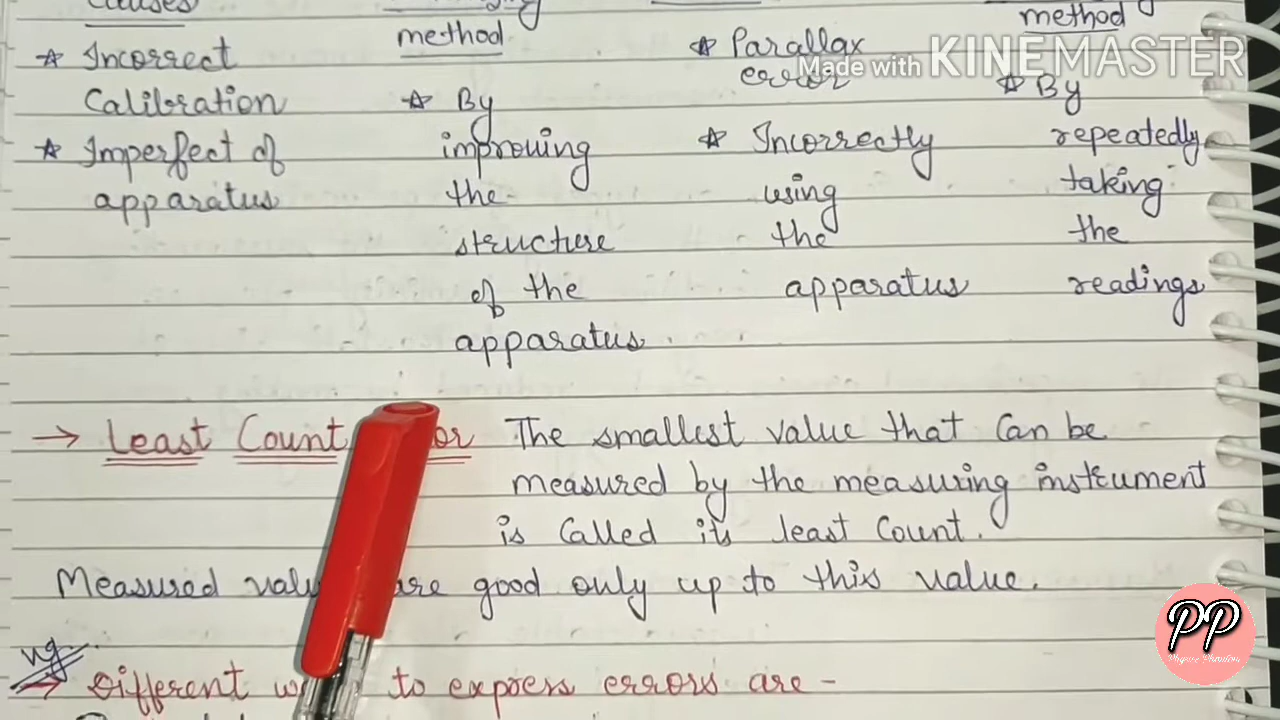 Causes
method
☆ Incorrect
Calibration
☆ Imperfect of
apparatus
☆ By
improving
the
structure
of the
apparatus
☆ Parallax
error
☆ Incorrectly
using
the
apparatus
method
☆ By
repeatedly
taking
the
readings
Made with KINEMASTER
→ Least Count The smallest value that can be
measured by the measuring instrument
is called its least count.
Measured are good only up to this value.
→ Different to express errors are -
PP